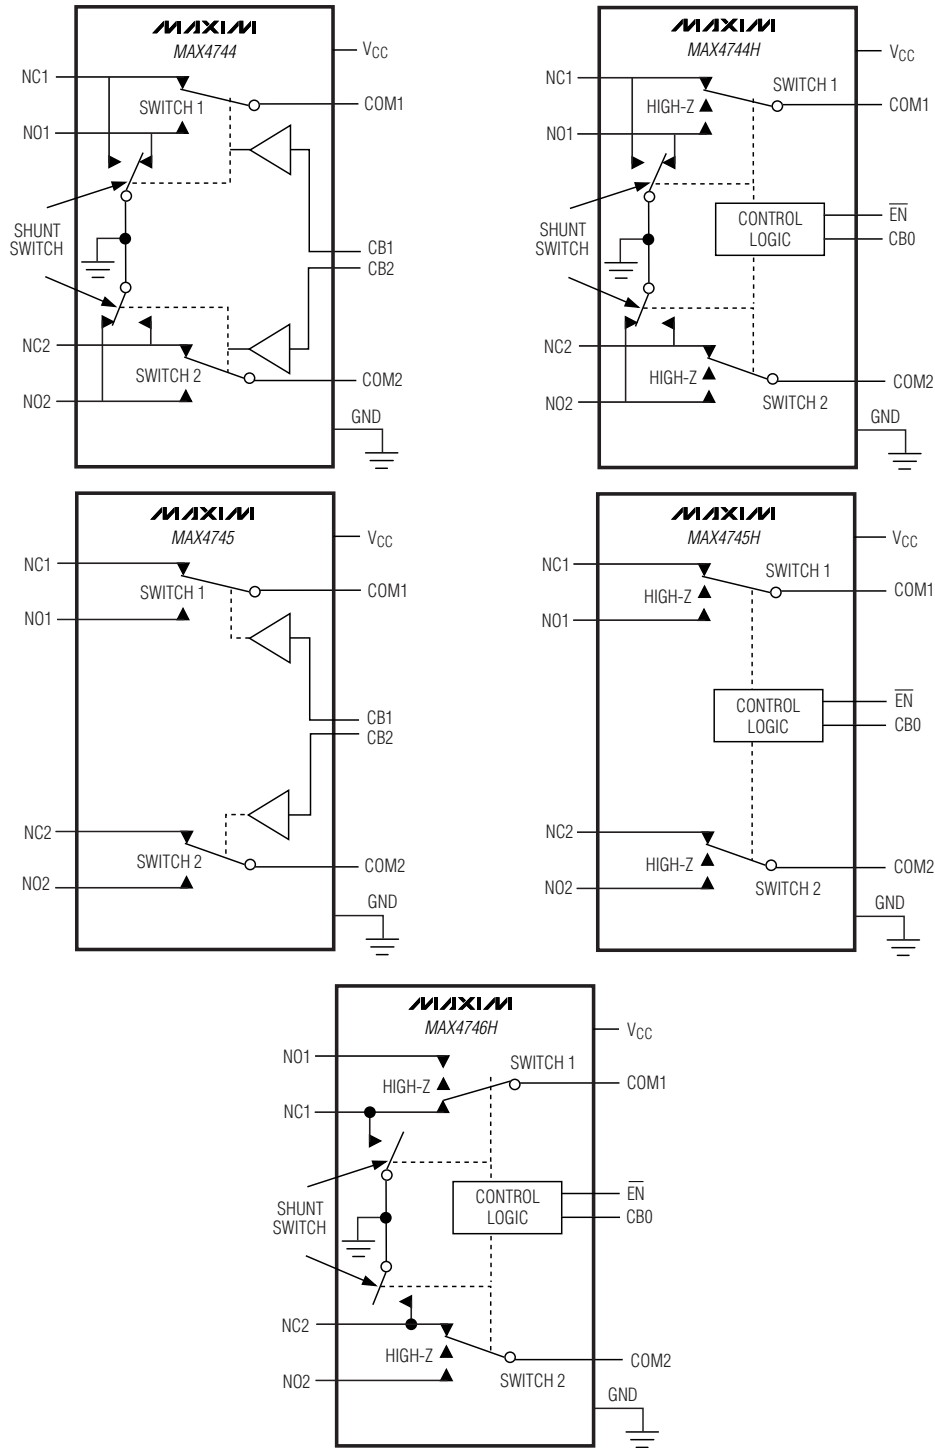 MAXIM
MAX4744
VCC
NC1
SWITCH 1
COM1
NO1
SHUNT
SWITCH
CB1
CB2
NC2
SWITCH 2
COM2
NO2
GND
MAXIM
MAX4744H
VCC
NC1
SWITCH 1
HIGH-Z
COM1
NO1
CONTROL
LOGIC
EN
CB0
SHUNT
SWITCH
NC2
HIGH-Z
COM2
NO2
SWITCH 2
GND
MAXIM
MAX4745
VCC
NC1
SWITCH 1
COM1
NO1
CB1
CB2
NC2
SWITCH 2
COM2
NO2
GND
MAXIM
MAX4745H
VCC
NC1
SWITCH 1
HIGH-Z
COM1
NO1
CONTROL
LOGIC
EN
CB0
NC2
HIGH-Z
COM2
NO2
SWITCH 2
GND
MAXIM
MAX4746H
VCC
NO1
SWITCH 1
HIGH-Z
COM1
NC1
CONTROL
LOGIC
EN
CB0
SHUNT
SWITCH
NC2
HIGH-Z
COM2
NO2
SWITCH 2
GND